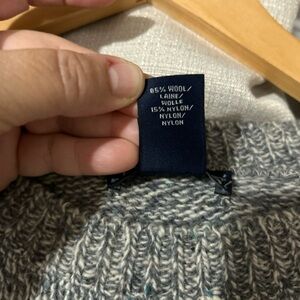 85% WOOL/
LAINE/
WOLLE
15% NYLON/
NYLON/
NYLON